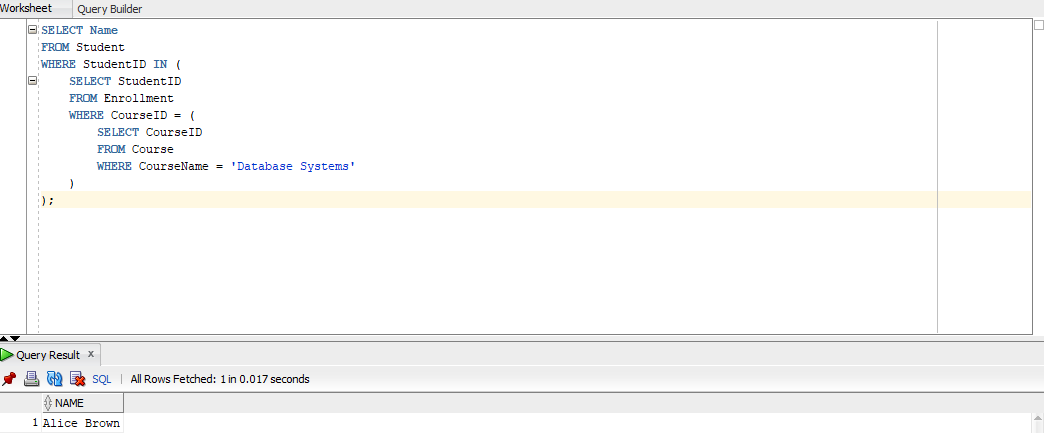 Worksheet Query Builder
SELECT Name
FROM Student
WHERE StudentID IN (
    SELECT StudentID
    FROM Enrollment
    WHERE CourseID = (
        SELECT CourseID
        FROM Course
        WHERE CourseName = 'Database Systems'
    )
);
Query Result x
SQL | All Rows Fetched: 1 in 0.017 seconds
NAME
1 Alice Brown